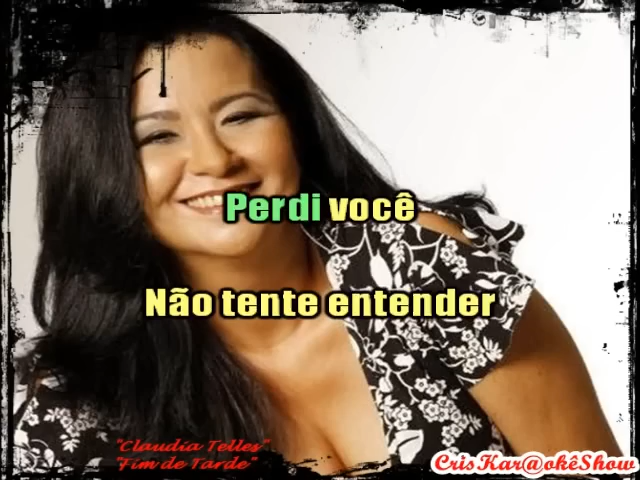 Perdi você
Não tente entender
"Claudia Telles"
"Fim de Tarde"
CrisKar@okêShow